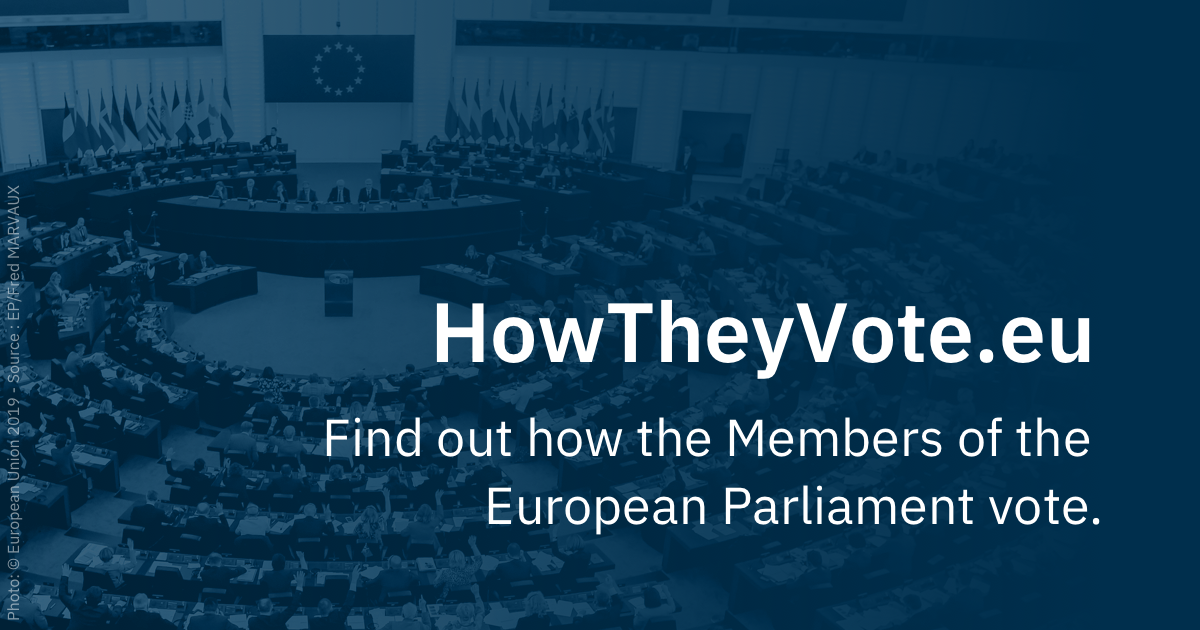 HowTheyVote.eu
Find out how the Members of the
European Parliament vote.
Photo: © European Union 2019 - Source : EP/Fred MARVAUX